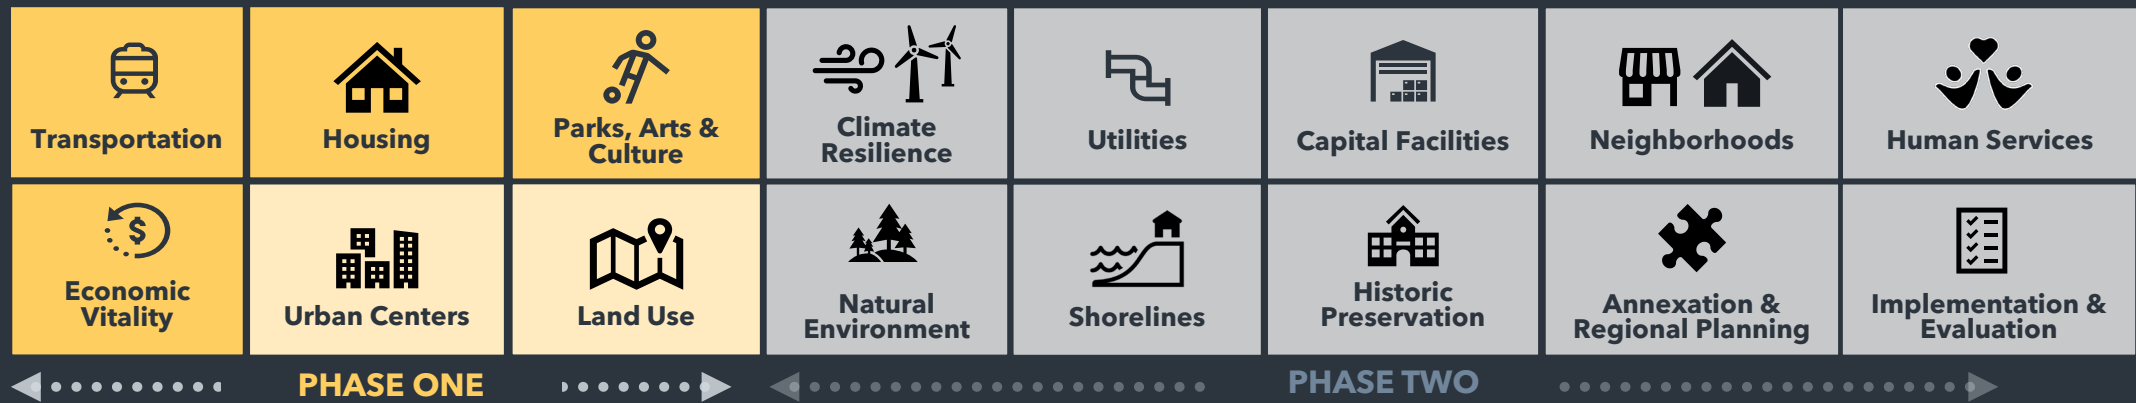 Transportation
Housing
Parks, Arts &
Culture
Climate
Resilience
Utilities
Capital Facilities
Neighborhoods
Human Services
$
Economic
Vitality
Urban Centers
Land Use
Natural
Environment
Shorelines
Historic
Preservation
Annexation &
Regional Planning
Implementation &
Evaluation
PHASE ONE
PHASE TWO